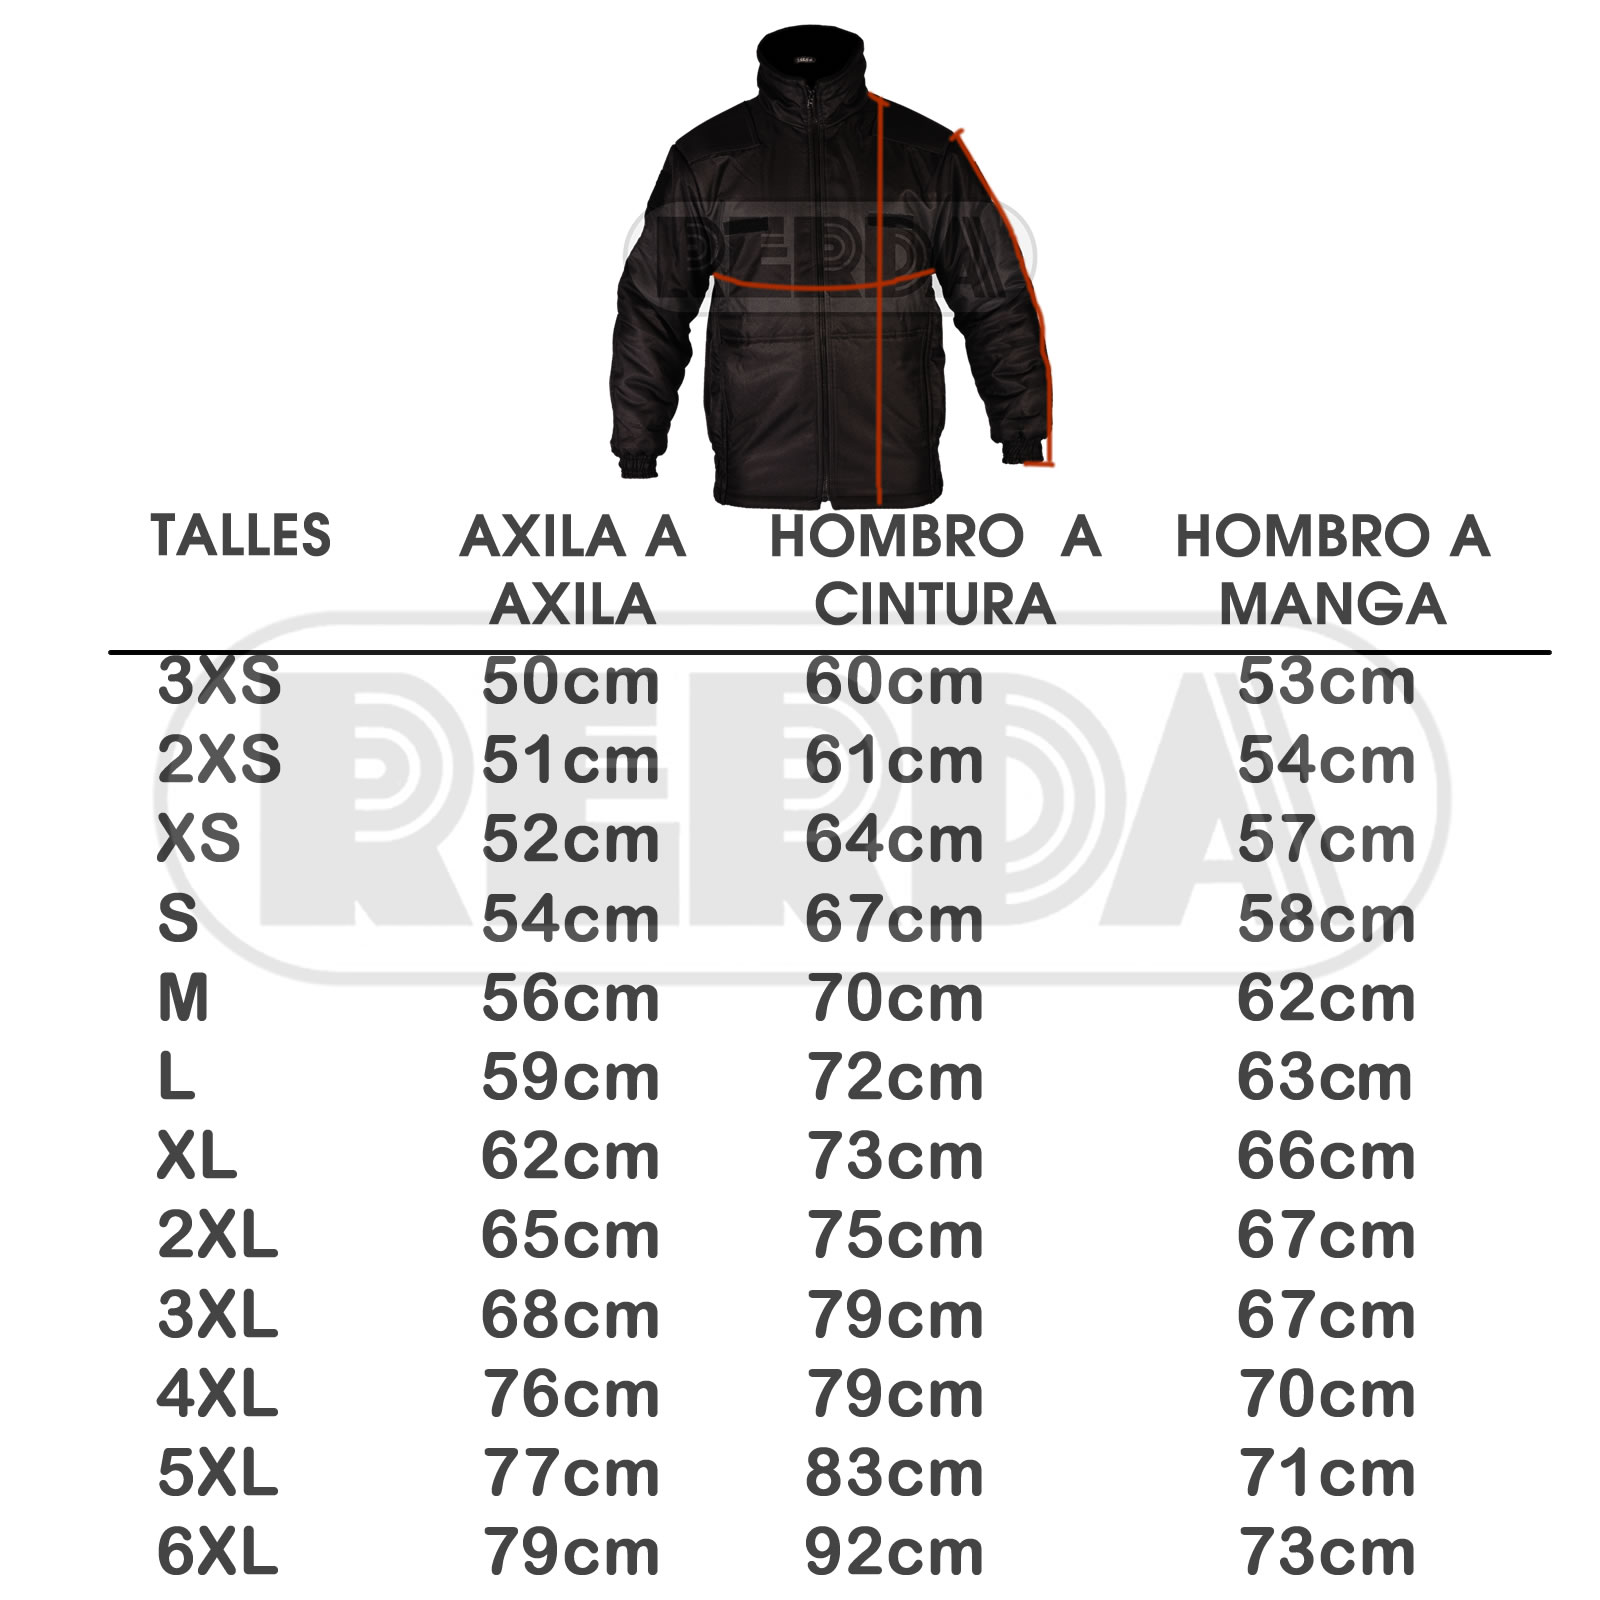 RERDA
TALLES AXILA A HOMBRO A HOMBRO A
AXILA CINTURA MANGA
3XS 50cm 60cm 53cm
2XS 51cm 61cm 54cm
XS 52cm 64cm 57cm
S 54cm 67cm 58cm
M 56cm 70cm 62cm
L 59cm 72cm 63cm
XL 62cm 73cm 66cm
2XL 65cm 75cm 67cm
3XL 68cm 79cm 67cm
4XL 76cm 79cm 70cm
5XL 77cm 83cm 71cm
6XL 79cm 92cm 73cm
RERDA